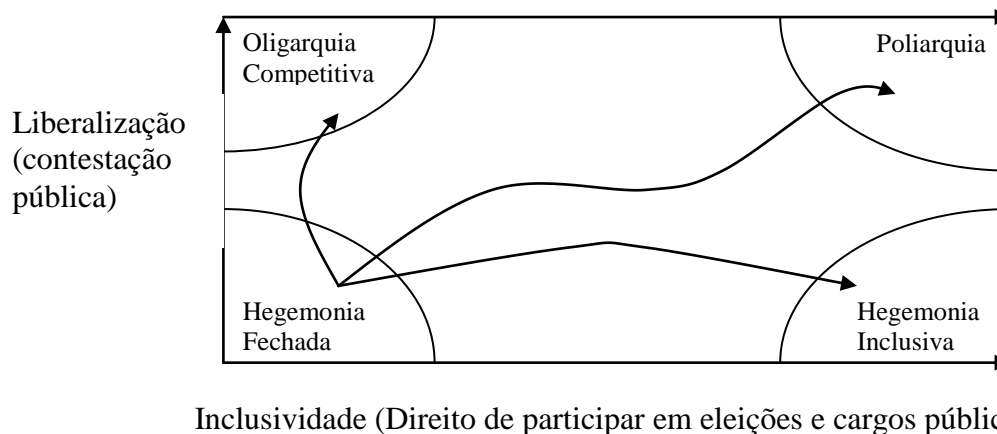 Oligarquia
Competitiva
Poliarquia
Liberalização
(contestação
pública)
Hegemonia
Fechada
Hegemonia
Inclusiva
Inclusividade (Direito de participar em eleições e cargos públic